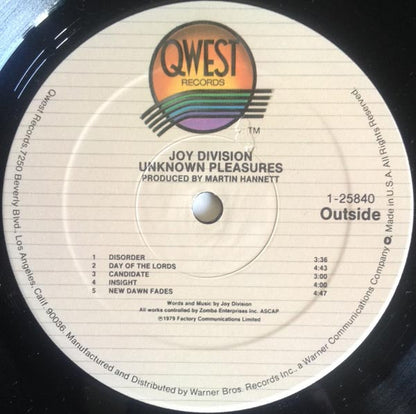 QWEST
RECORDS
TM
JOY DIVISION
UNKNOWN PLEASURES
PRODUCED BY MARTIN HANNETT
1-25840
Outside
1 DISORDER 3:36
2 DAY OF THE LORDS 4:43
3 CANDIDATE 3:00
4 INSIGHT 4:00
5 NEW DAWN FADES 4:47
Words and Music by Joy Division
All works controlled by Zomba Enterprises Inc. ASCAP
℗1979 Factory Communications Limited
Qwest Records, 7250 Beverly Blvd., Los Angeles, Calif. 90036. Manufactured and Distributed by Warner Bros. Records Inc., a Warner Communications Company. Made in U.S.A. All Rights Reserved.